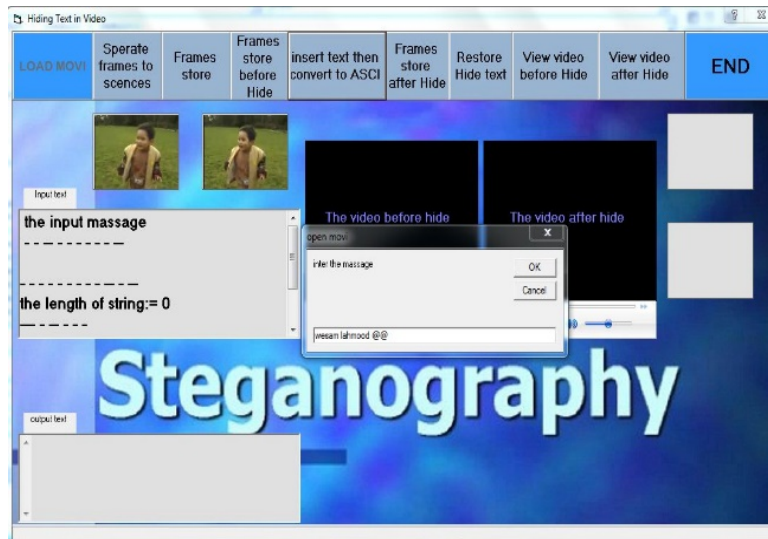 Hiding Text in Video
LOAD MOVI
Sperate
frames to
scences
Frames
store
Frames
store
before
Hide
insert text then
convert to ASCI
Frames
store
after Hide
Restore
Hide text
View video
before Hide
View video
after Hide
END
Input text
the input massage
the length of string:= 0
The video before hide
The video after hide
open movi
inter the massage
OK
Cancel
wesam lahmood @@
Steganography
output text